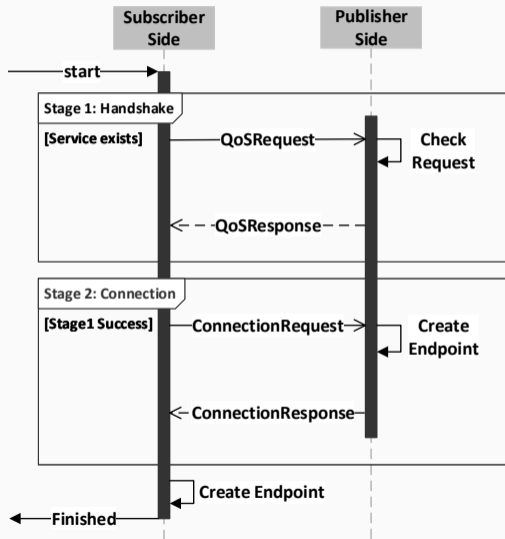 Subscriber
Side
Publisher
Side
start
Stage 1: Handshake
[Service exists]
QoSRequest
Check
Request
QoSResponse
Stage 2: Connection
[Stage1 Success]
ConnectionRequest
Create
Endpoint
ConnectionResponse
Create Endpoint
Finished